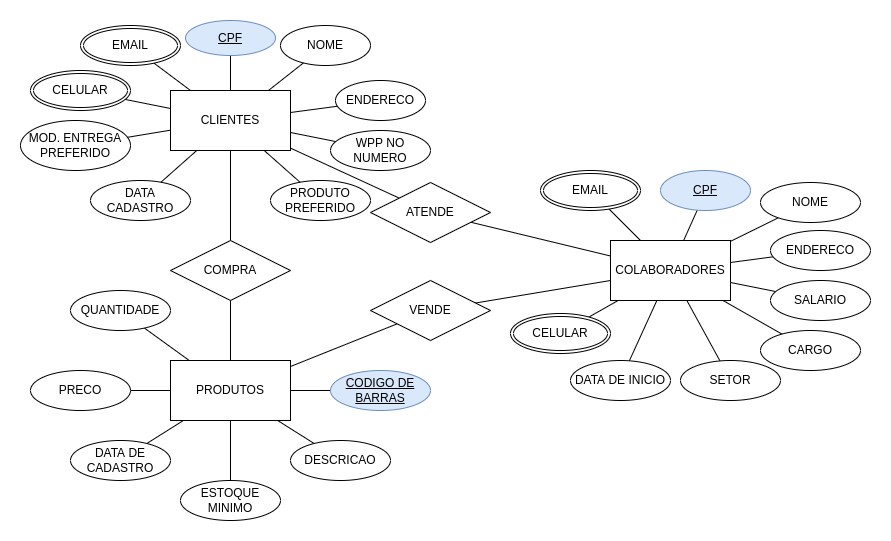 EMAIL
CPF
NOME
CELULAR
ENDERECO
CLIENTES
MOD. ENTREGA
PREFERIDO
WPP NO
NUMERO
DATA
CADASTRO
PRODUTO
PREFERIDO
ATENDE
EMAIL
CPF
NOME
ENDERECO
COMPRA
COLABORADORES
SALARIO
QUANTIDADE
VENDE
CELULAR
CARGO
PRECO
PRODUTOS
CODIGO DE
BARRAS
DATA DE INICIO
SETOR
DATA DE
CADASTRO
DESCRICAO
ESTOQUE
MINIMO